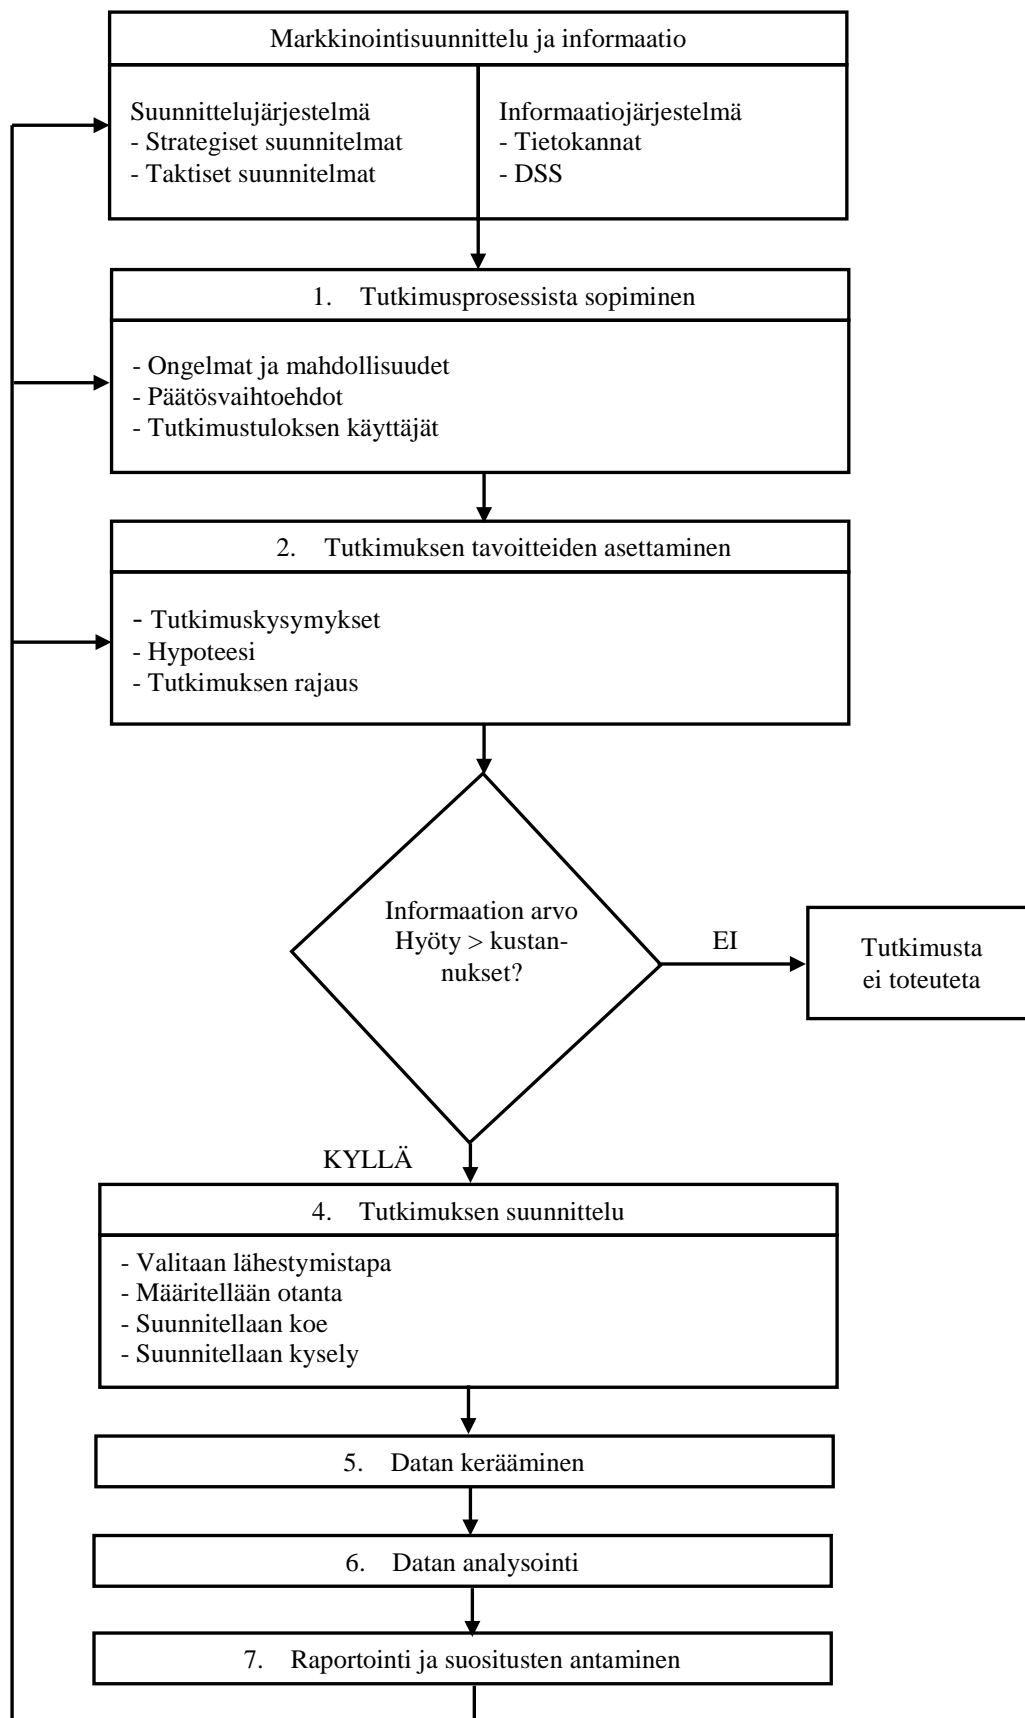 Markkinointisuunnittelu ja informaatio
Suunnittelujärjestelmä
- Strategiset suunnitelmat
- Taktiset suunnitelmat
Informaatiojärjestelmä
- Tietokannat
- DSS
1. Tutkimusprosessista sopiminen
- Ongelmat ja mahdollisuudet
- Päätösvaihtoehdot
- Tutkimustuloksen käyttäjät
2. Tutkimuksen tavoitteiden asettaminen
- Tutkimuskysymykset
- Hypoteesi
- Tutkimuksen rajaus
Informaation arvo
Hyöty > kustan-
nukset?
EI
Tutkimusta
ei toteuteta
KYLLÄ
4. Tutkimuksen suunnittelu
- Valitaan lähestymistapa
- Määritellään otanta
- Suunnitellaan koe
- Suunnitellaan kysely
5. Datan kerääminen
6. Datan analysointi
7. Raportointi ja suositusten antaminen